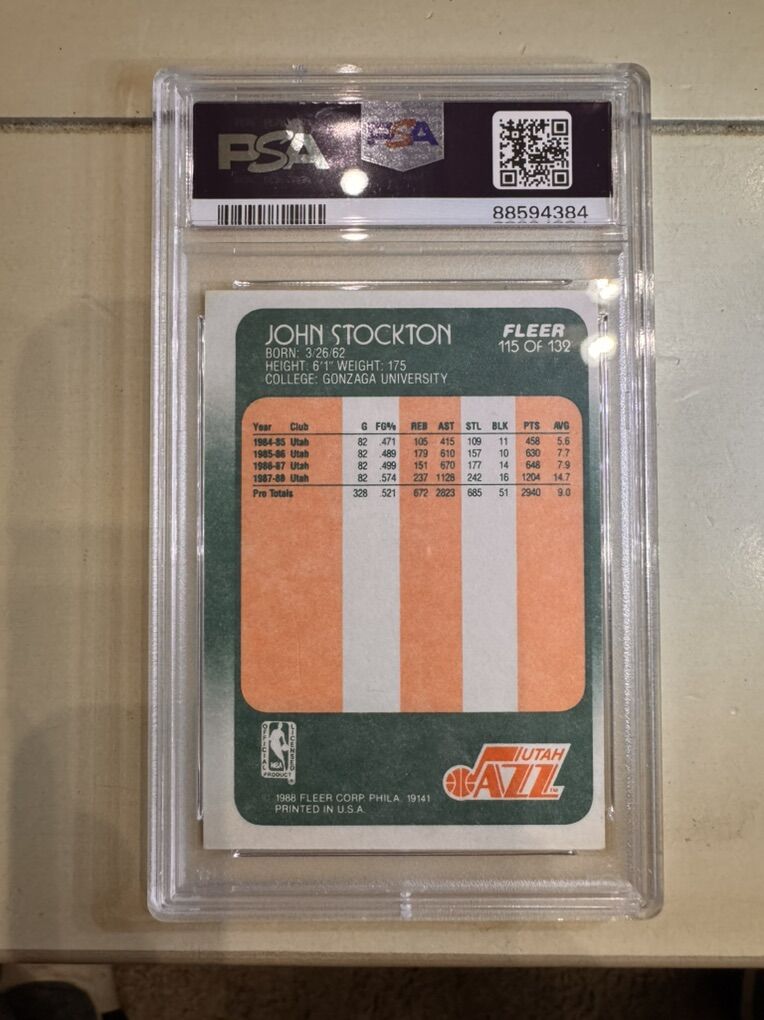 PSA
PSA
88594384
JOHN STOCKTON
FLEER
115 OF 132
BORN: 3/26/62
HEIGHT: 6'1" WEIGHT: 175
COLLEGE: GONZAGA UNIVERSITY
Year Club G FG% REB AST STL BLK PTS AVG
1984-85 Utah 82 .471 105 415 109 11 458 5.6
1985-86 Utah 82 .489 179 610 157 10 630 7.7
1986-87 Utah 82 .499 151 670 177 14 648 7.9
1987-88 Utah 82 .574 237 1128 242 16 1204 14.7
Pro Totals 328 .521 672 2823 685 51 2940 9.0
OFFICIAL
LICENSED
NBA
PRODUCT
UTAH
JAZZ
TM
© 1988 FLEER CORP. PHILA. 19141
PRINTED IN U.S.A.